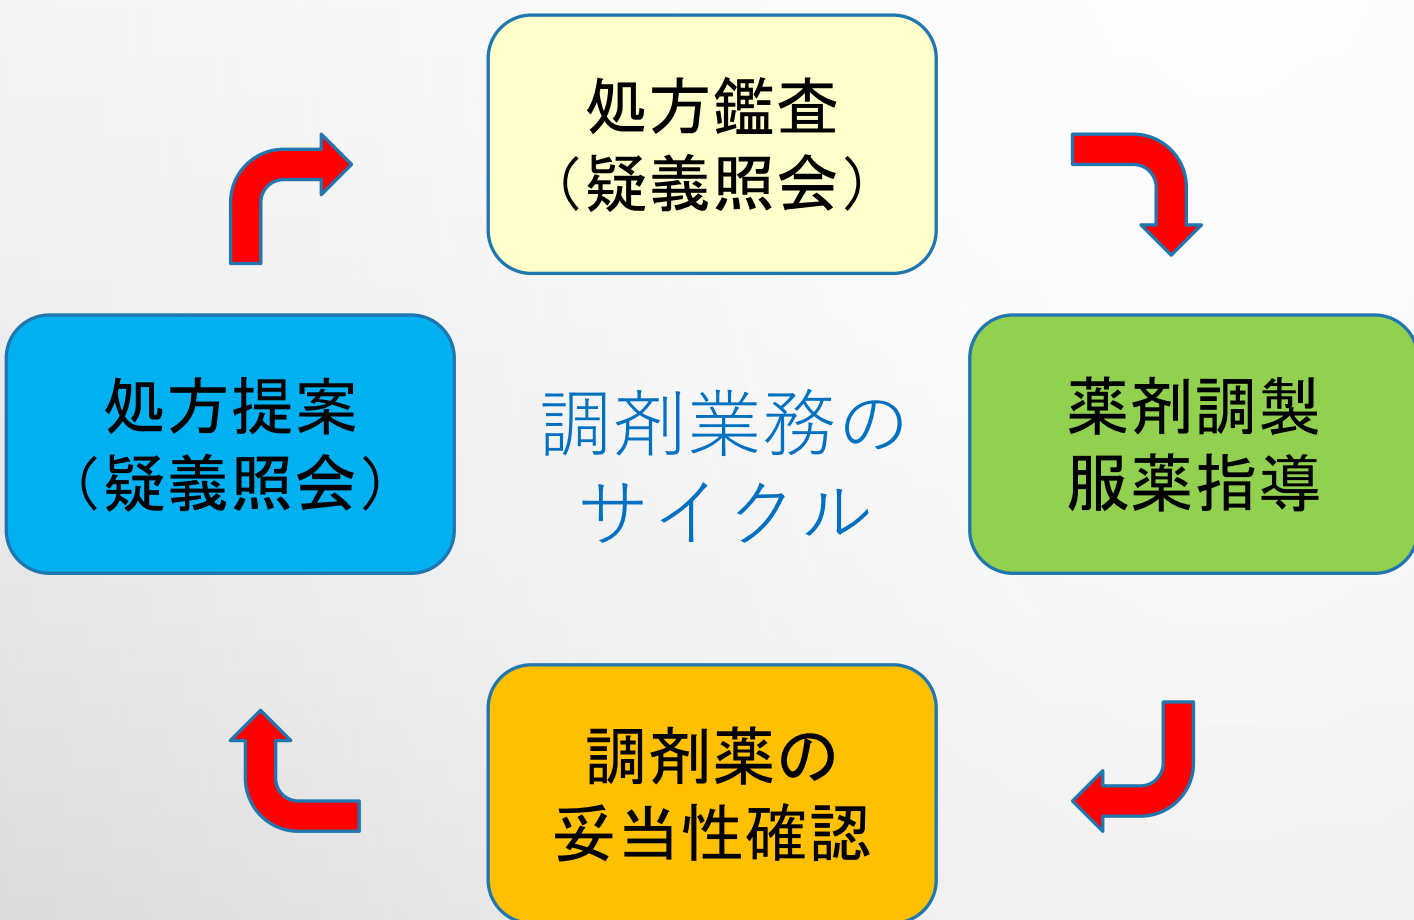 処方鑑査
（疑義照会）
処方提案
（疑義照会）
調剤業務の
サイクル
薬剤調製
服薬指導
調剤薬の
妥当性確認